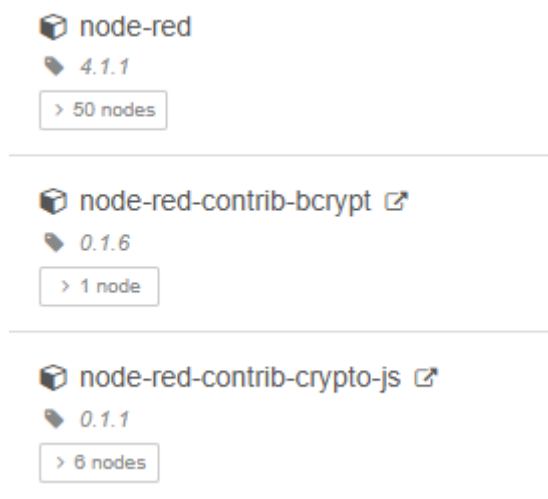 node-red
4.1.1
> 50 nodes
node-red-contrib-bcrypt
0.1.6
> 1 node
node-red-contrib-crypto-js
0.1.1
> 6 nodes